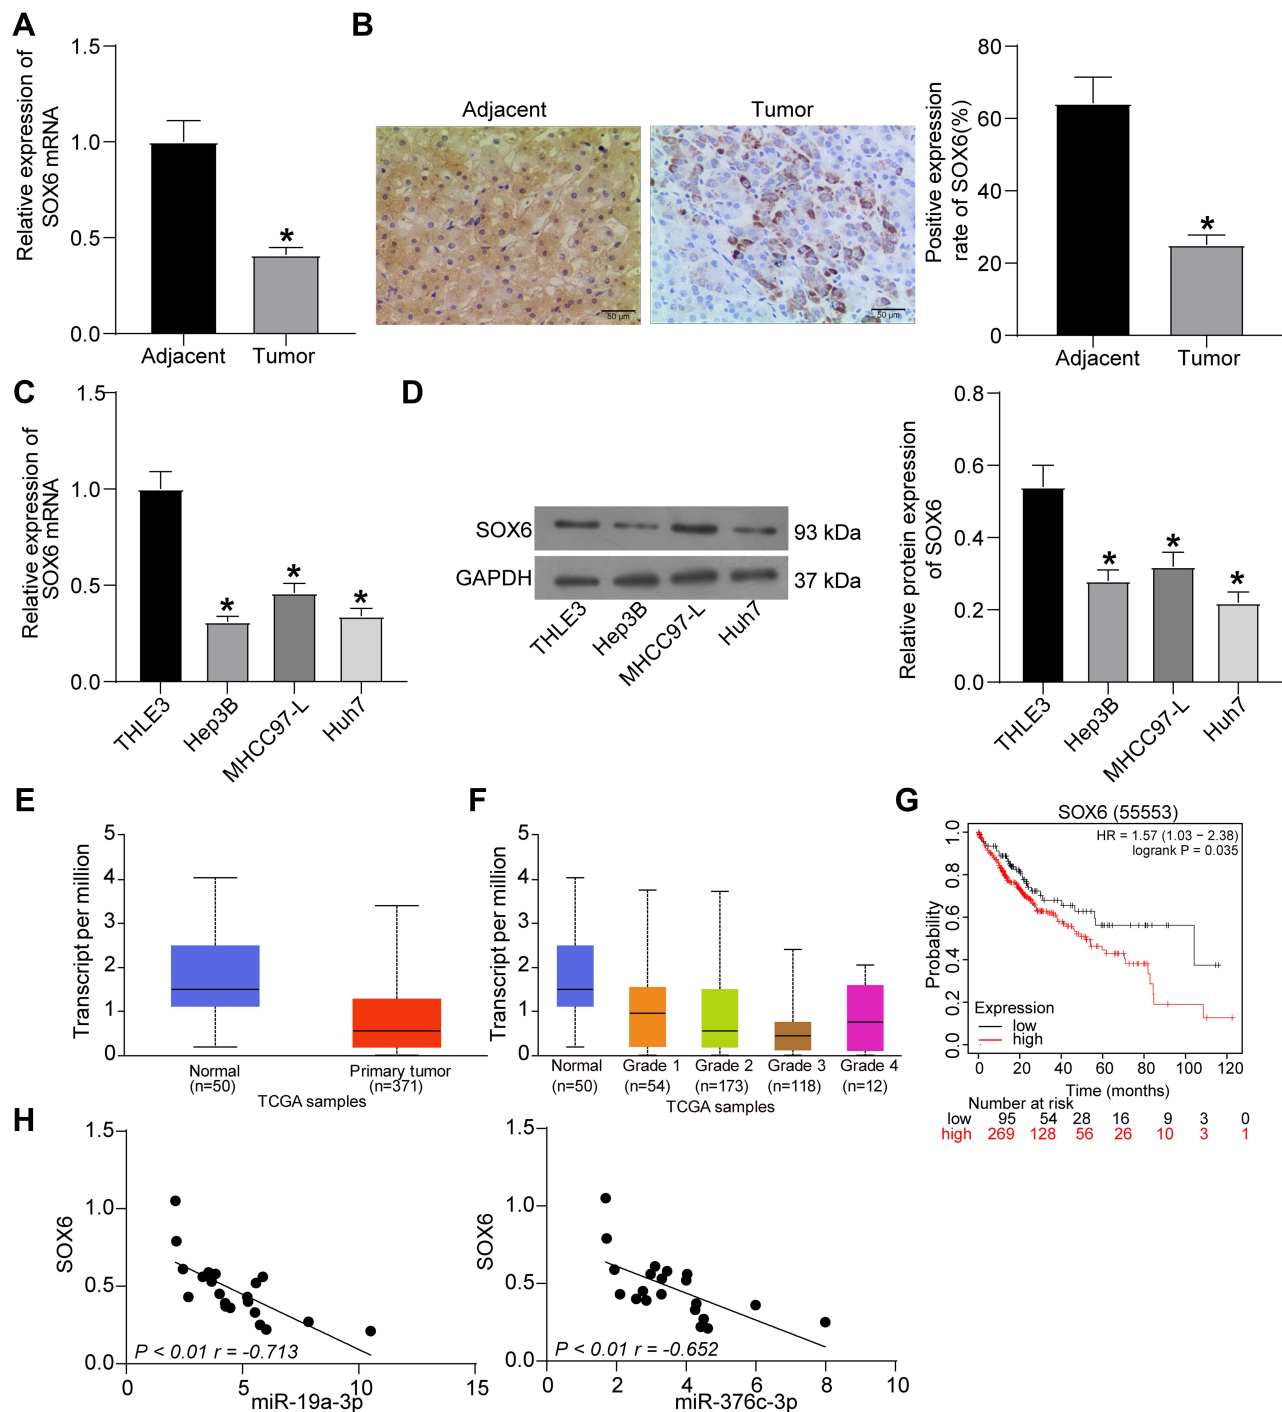 A
Relative expression of
SOX6 mRNA
1.5
1.0
0.5
0.0
*
Adjacent
Tumor
B
Adjacent
Tumor
50 μm
50 μm
Positive expression
rate of SOX6(%)
80
60
40
20
0
*
Adjacent
Tumor
C
Relative expression of
SOX6 mRNA
1.5
1.0
0.5
0.0
*
*
*
THLE3
Hep3B
MHCC97-L
Huh7
D
SOX6
93 kDa
GAPDH
37 kDa
THLE3
Hep3B
MHCC97-L
Huh7
Relative protein expression
of SOX6
0.8
0.6
0.4
0.2
0.0
*
*
*
THLE3
Hep3B
MHCC97-L
Huh7
E
Transcript per million
5
4
3
2
1
0
Normal
(n=50)
Primary tumor
(n=371)
TCGA samples
F
Transcript per million
5
4
3
2
1
0
Normal
(n=50)
Grade 1
(n=54)
Grade 2
(n=173)
Grade 3
(n=118)
Grade 4
(n=12)
TCGA samples
G
SOX6 (55553)
HR = 1.57 (1.03 − 2.38)
logrank P = 0.035
Probability
1.0
0.8
0.6
0.4
0.2
0.0
Expression
low
high
0 20 40 60 80 100 120
Time (months)
Number at risk
low 95 54 28 16 9 3 0
high 269 128 56 26 10 3 1
H
SOX6
1.5
1.0
0.5
0.0
P < 0.01 r = -0.713
0 5 10 15
miR-19a-3p
SOX6
1.5
1.0
0.5
0.0
P < 0.01 r = -0.652
0 2 4 6 8 10
miR-376c-3p